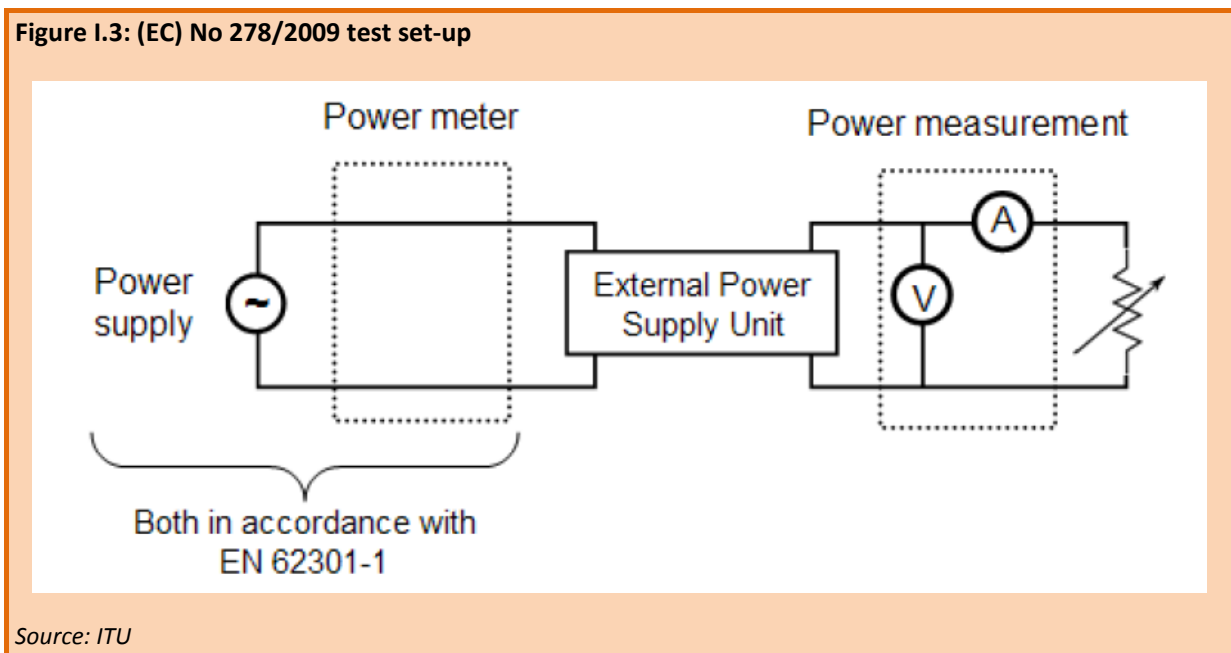 Figure I.3: (EC) No 278/2009 test set-up
Power meter
Power measurement
Power
supply
~
External Power
Supply Unit
A
V
Both in accordance with
EN 62301-1
Source: ITU